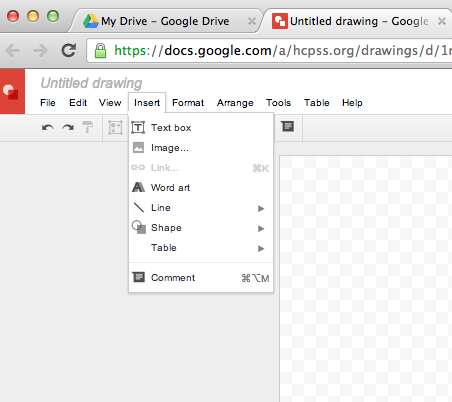 My Drive – Google Drive
Untitled drawing – Google
https://docs.google.com/a/hcpss.org/drawings/d/1
Untitled drawing
File Edit View Insert Format Arrange Tools Table Help
Text box
Image...
Link... ⌘K
Word art
Line
Shape
Table
Comment ⌘⌥M